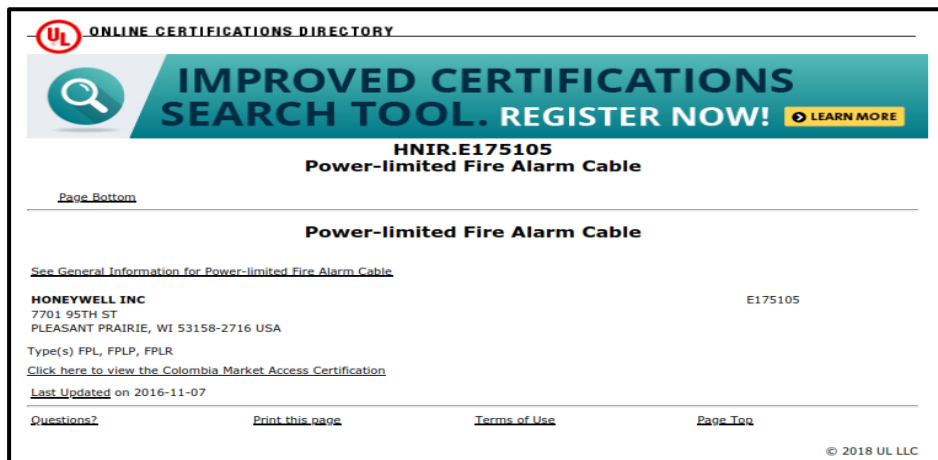 UL ONLINE CERTIFICATIONS DIRECTORY
IMPROVED CERTIFICATIONS
SEARCH TOOL. REGISTER NOW! LEARN MORE
HNIR.E175105
Power-limited Fire Alarm Cable
Page Bottom
Power-limited Fire Alarm Cable
See General Information for Power-limited Fire Alarm Cable
HONEYWELL INC E175105
7701 95TH ST
PLEASANT PRAIRIE, WI 53158-2716 USA
Type(s) FPL, FPLP, FPLR
Click here to view the Colombia Market Access Certification
Last Updated on 2016-11-07
Questions? Print this page Terms of Use Page Top
© 2018 UL LLC